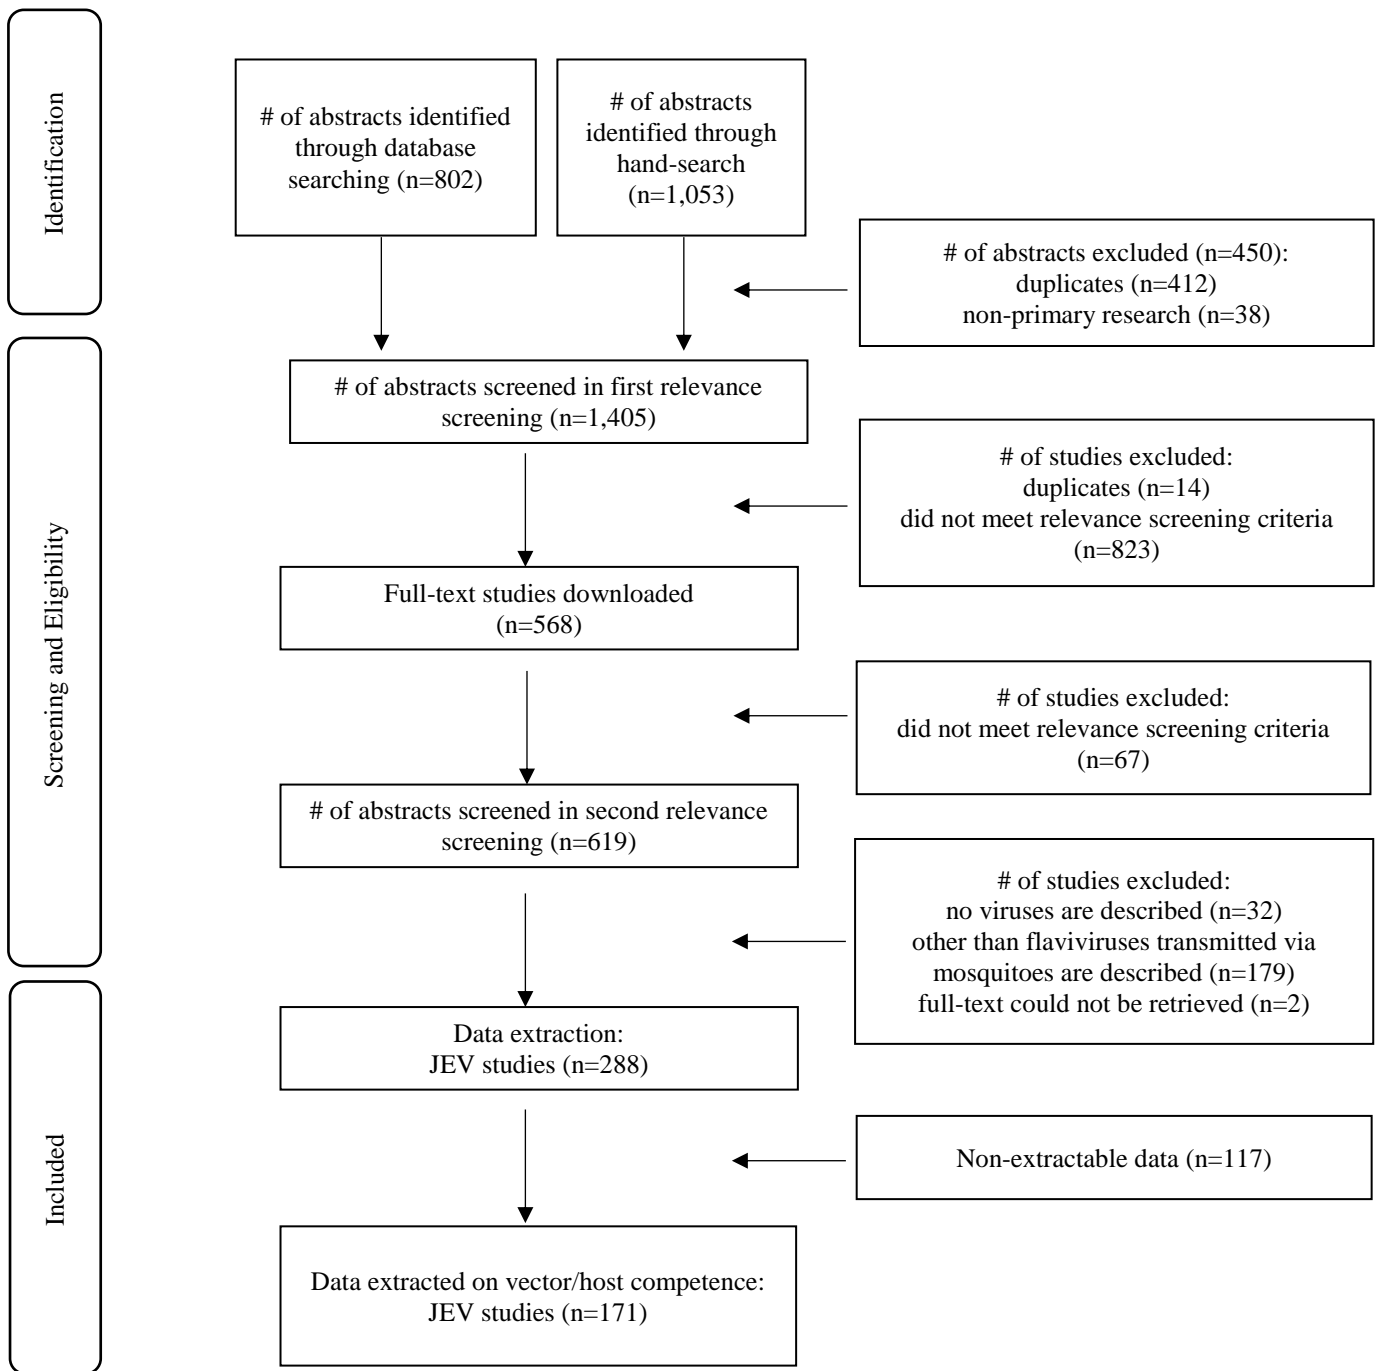 Identification
# of abstracts identified
through database
searching (n=802)
# of abstracts
identified through
hand-search
(n=1,053)
# of abstracts excluded (n=450):
duplicates (n=412)
non-primary research (n=38)
Screening and Eligibility
# of abstracts screened in first relevance
screening (n=1,405)
# of studies excluded:
duplicates (n=14)
did not meet relevance screening criteria
(n=823)
Full-text studies downloaded
(n=568)
# of studies excluded:
did not meet relevance screening criteria
(n=67)
# of abstracts screened in second relevance
screening (n=619)
# of studies excluded:
no viruses are described (n=32)
other than flaviviruses transmitted via
mosquitoes are described (n=179)
full-text could not be retrieved (n=2)
Included
Data extraction:
JEV studies (n=288)
Non-extractable data (n=117)
Data extracted on vector/host competence:
JEV studies (n=171)